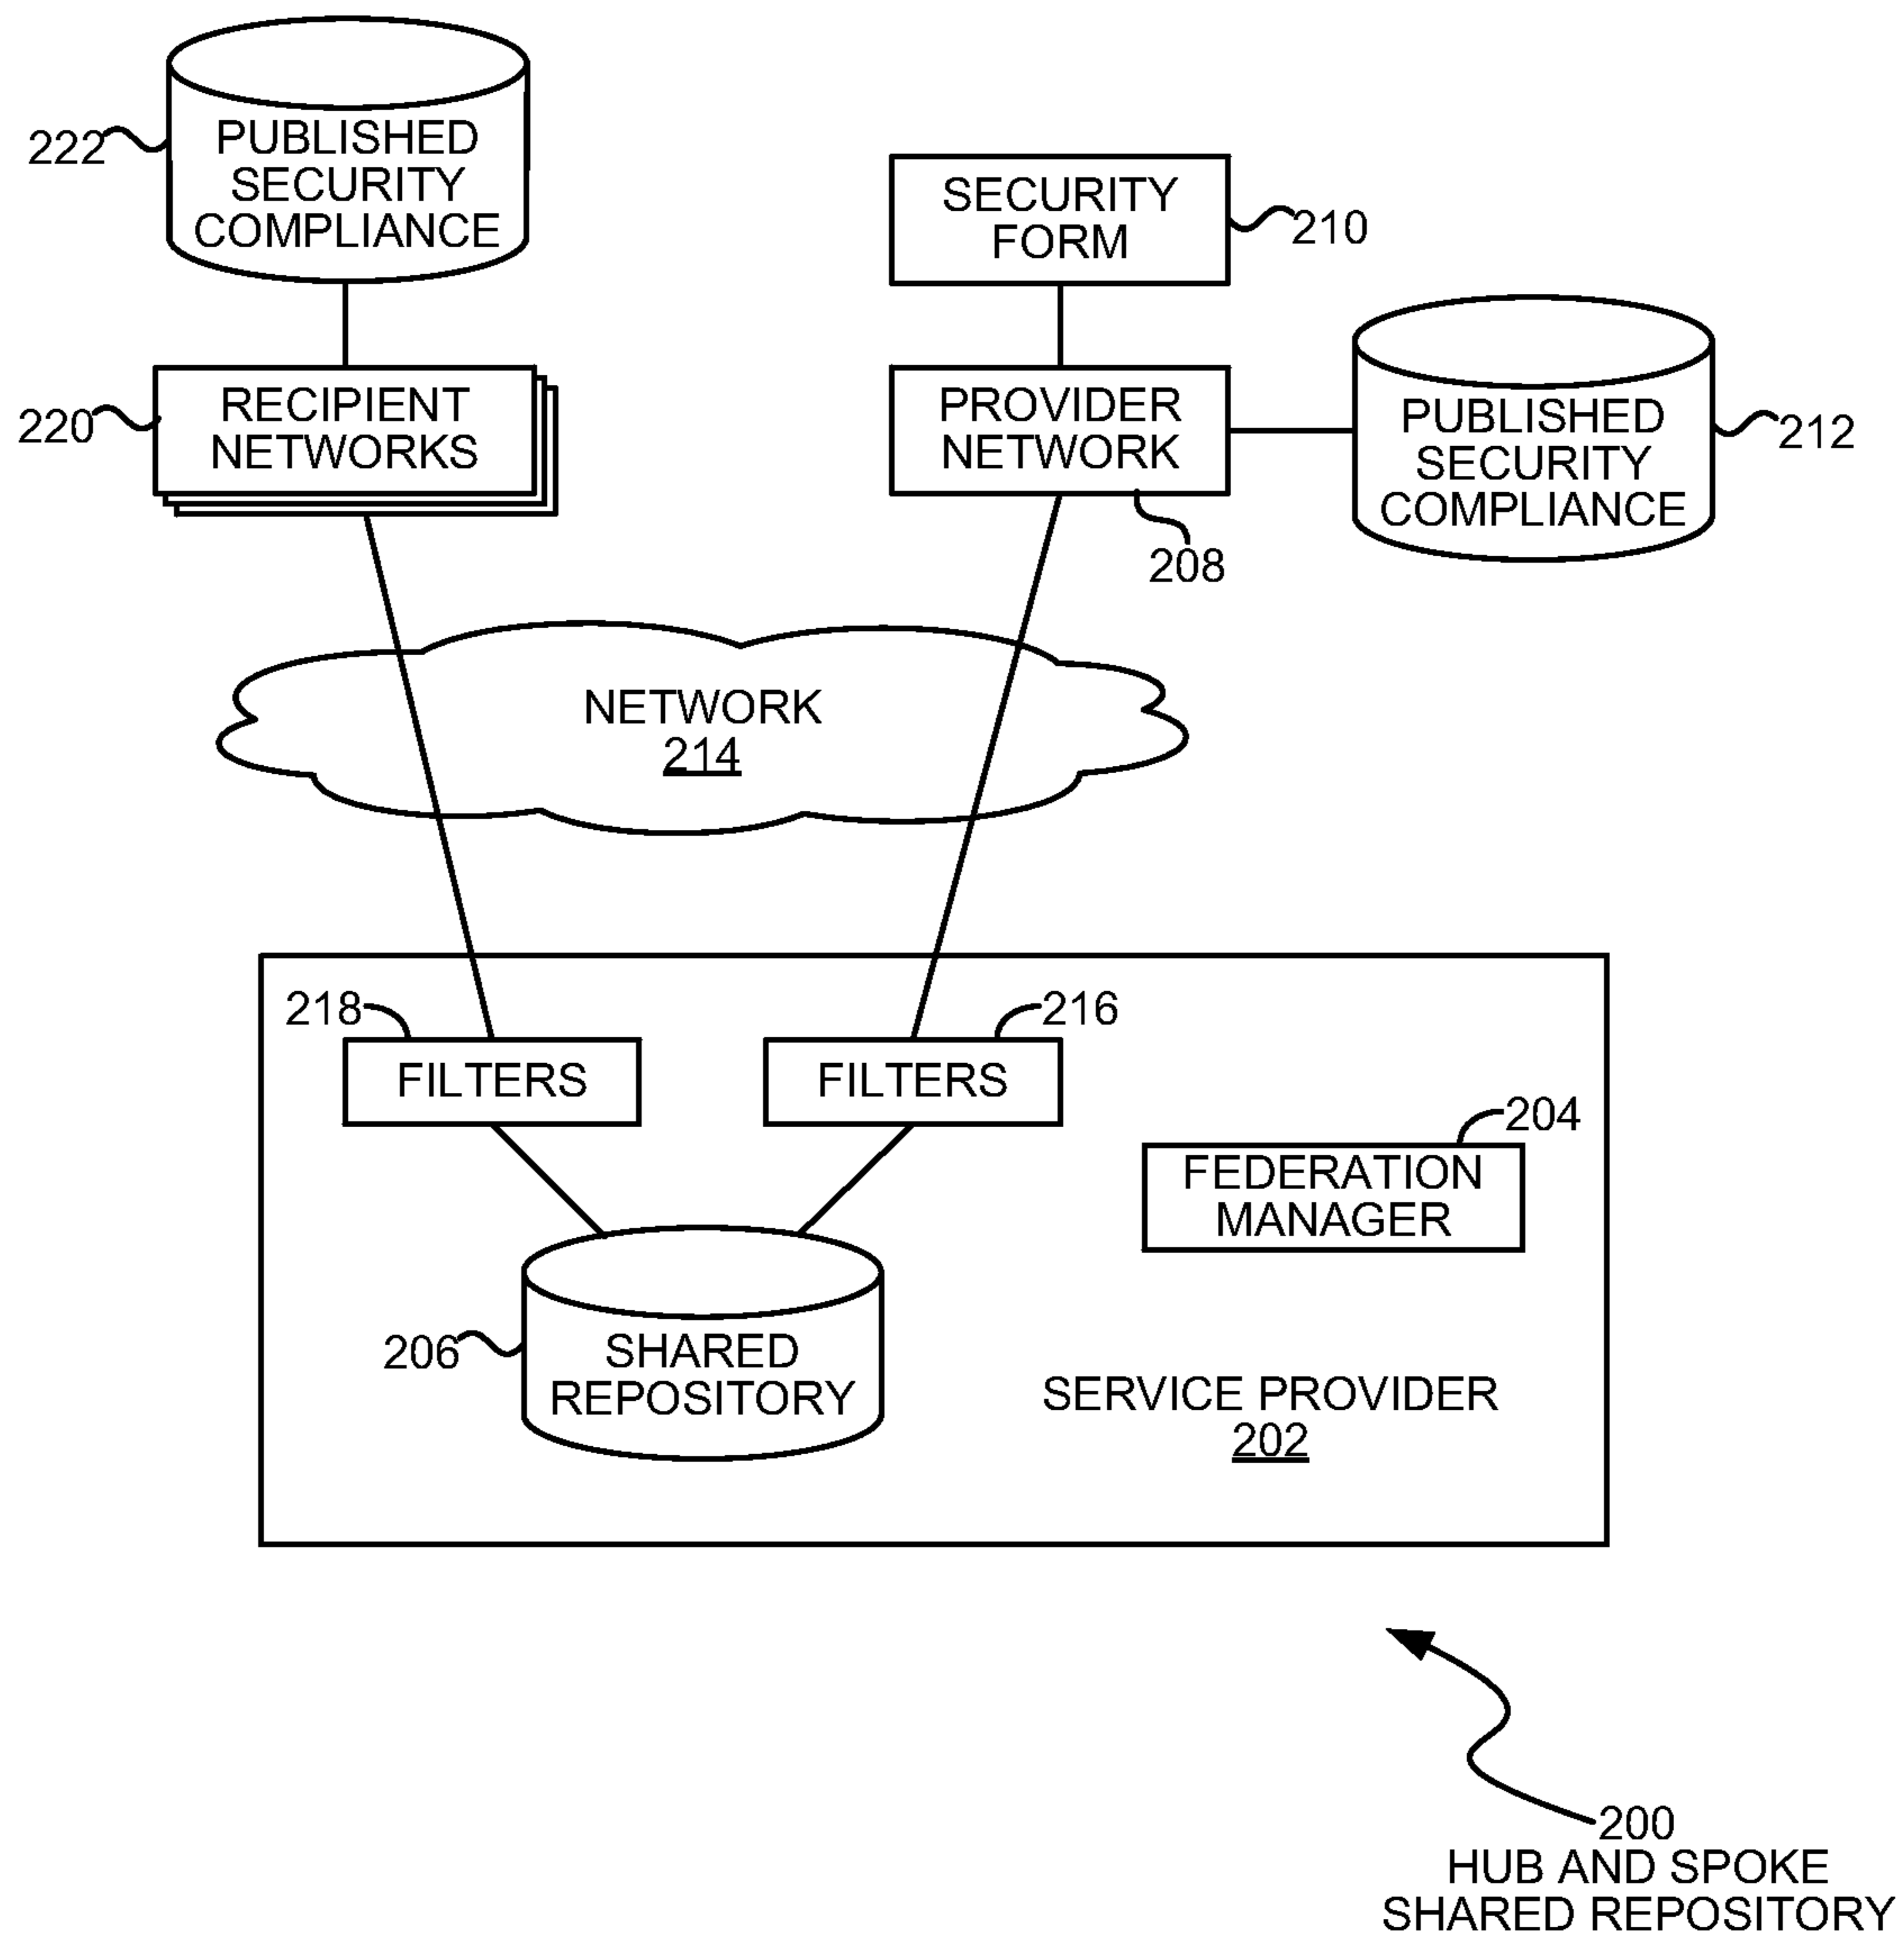 222
PUBLISHED
SECURITY
COMPLIANCE
SECURITY
FORM
210
220
RECIPIENT
NETWORKS
PROVIDER
NETWORK
208
PUBLISHED
SECURITY
COMPLIANCE
212
NETWORK
214
218
FILTERS
216
FILTERS
204
FEDERATION
MANAGER
206
SHARED
REPOSITORY
SERVICE PROVIDER
202
200
HUB AND SPOKE
SHARED REPOSITORY